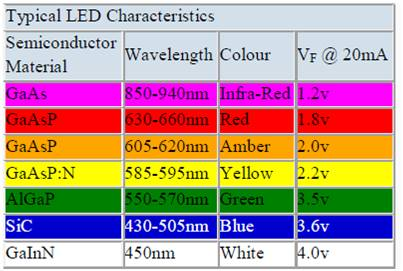 Typical LED Characteristics
Semiconductor Material Wavelength Colour VF @ 20mA
GaAs 850-940nm Infra-Red 1.2v
GaAsP 630-660nm Red 1.8v
GaAsP 605-620nm Amber 2.0v
GaAsP:N 585-595nm Yellow 2.2v
AlGaP 550-570nm Green 3.5v
SiC 430-505nm Blue 3.6v
GaInN 450nm White 4.0v